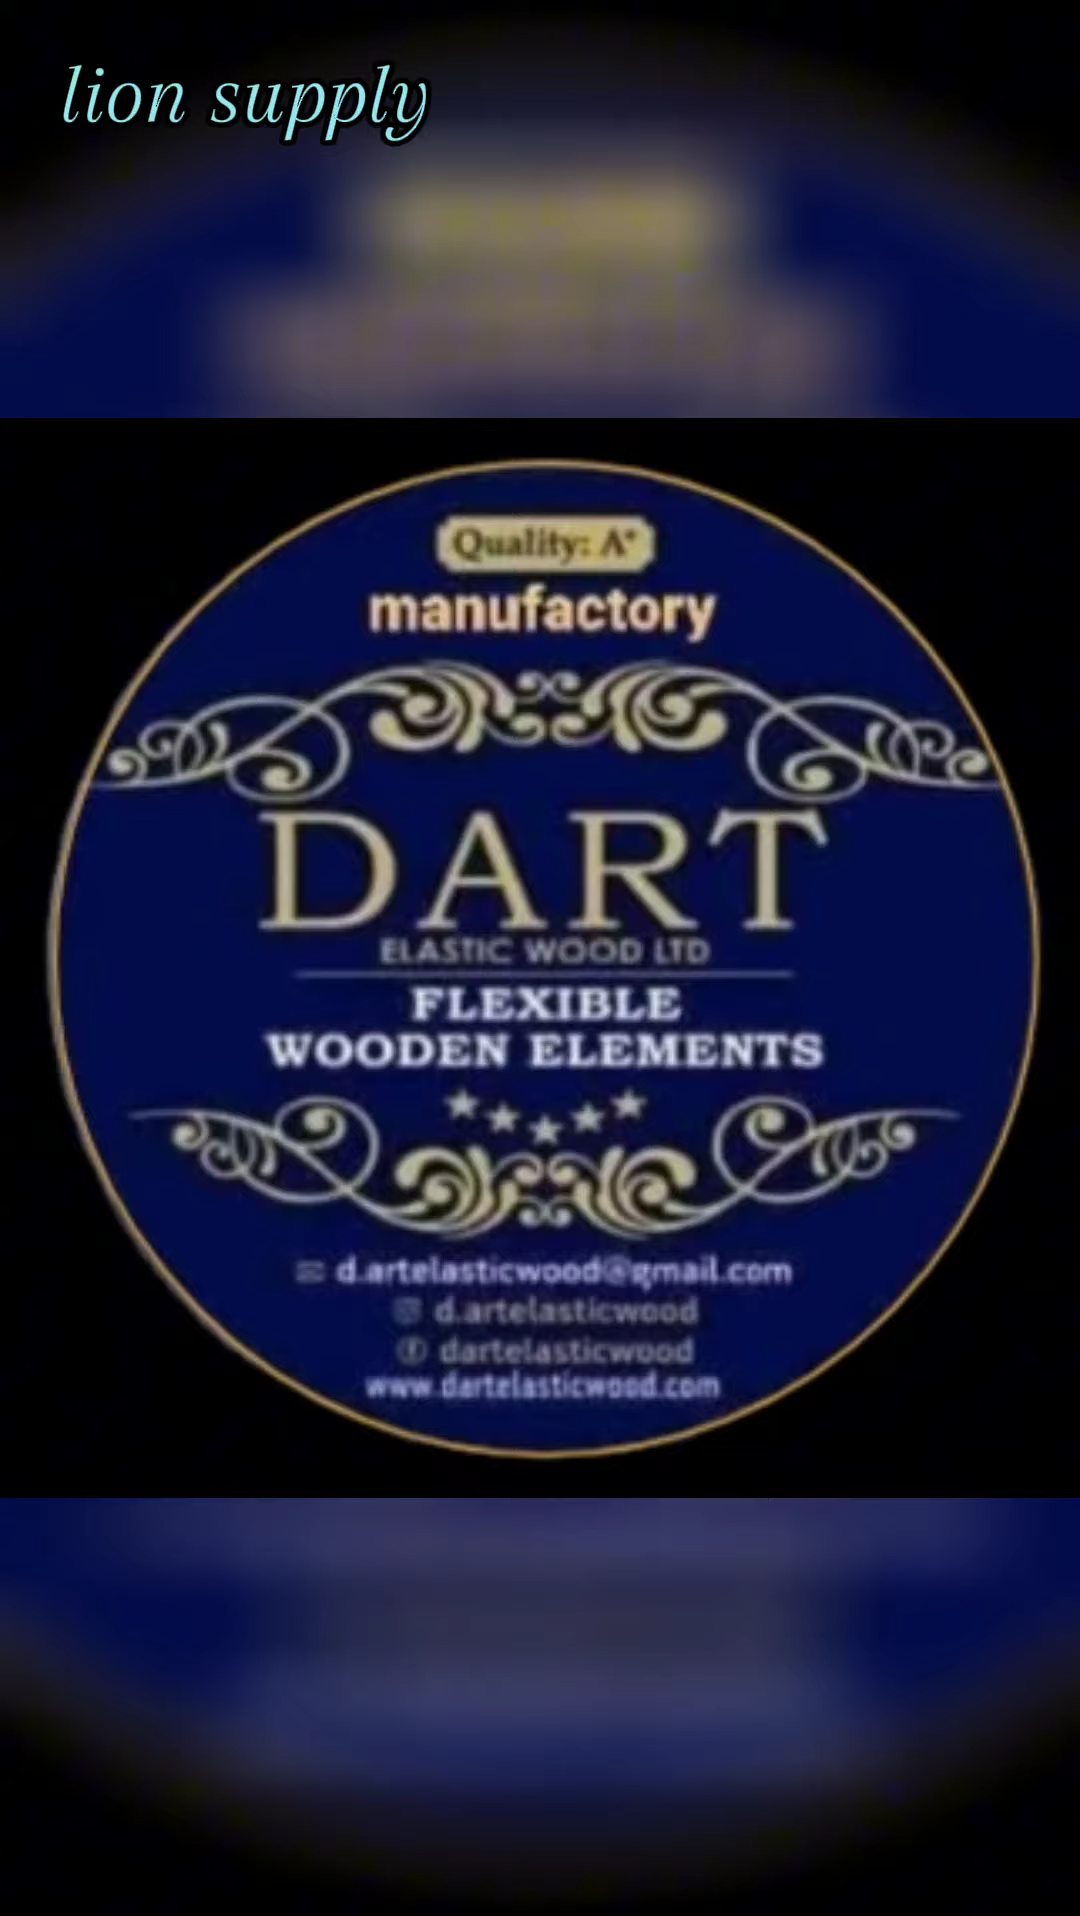 lion supply
Quality: A+
manufactory
DART
ELASTIC WOOD LTD
FLEXIBLE
WOODEN ELEMENTS
d.artelasticwood@gmail.com
d.artelasticwood
dartelasticwood
www.dartelasticwood.com